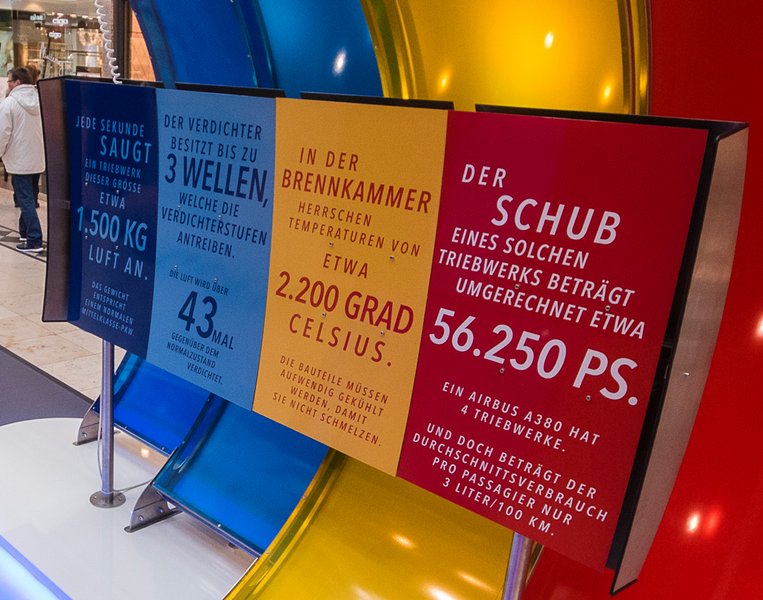 JEDE SEKUNDE
SAUGT
EIN TRIEBWERK
DIESER GRÖSSE
ETWA
1.500 KG
LUFT AN.
DAS GEWICHT
ENTSPRICHT
EINEM NORMALEN
MITTELKLASSE-PKW.
DER VERDICHTER
BESITZT BIS ZU
3 WELLEN,
WELCHE DIE
VERDICHTERSTUFEN
ANTREIBEN.
DIE LUFT WIRD ÜBER
43 MAL
GEGENÜBER DEM
NORMALZUSTAND
VERDICHTET.
IN DER
BRENNKAMMER
HERRSCHEN
TEMPERATUREN VON
ETWA
2.200 GRAD
CELSIUS.
DIE BAUTEILE MÜSSEN
AUFWENDIG GEKÜHLT
WERDEN, DAMIT
SIE NICHT SCHMELZEN.
DER
SCHUB
EINES SOLCHEN
TRIEBWERKS BETRÄGT
UMGERECHNET ETWA
56.250 PS.
EIN AIRBUS A380 HAT
4 TRIEBWERKE.
UND DOCH BETRÄGT DER
DURCHSCHNITTSVERBRAUCH
PRO PASSAGIER NUR
3 LITER/100 KM.